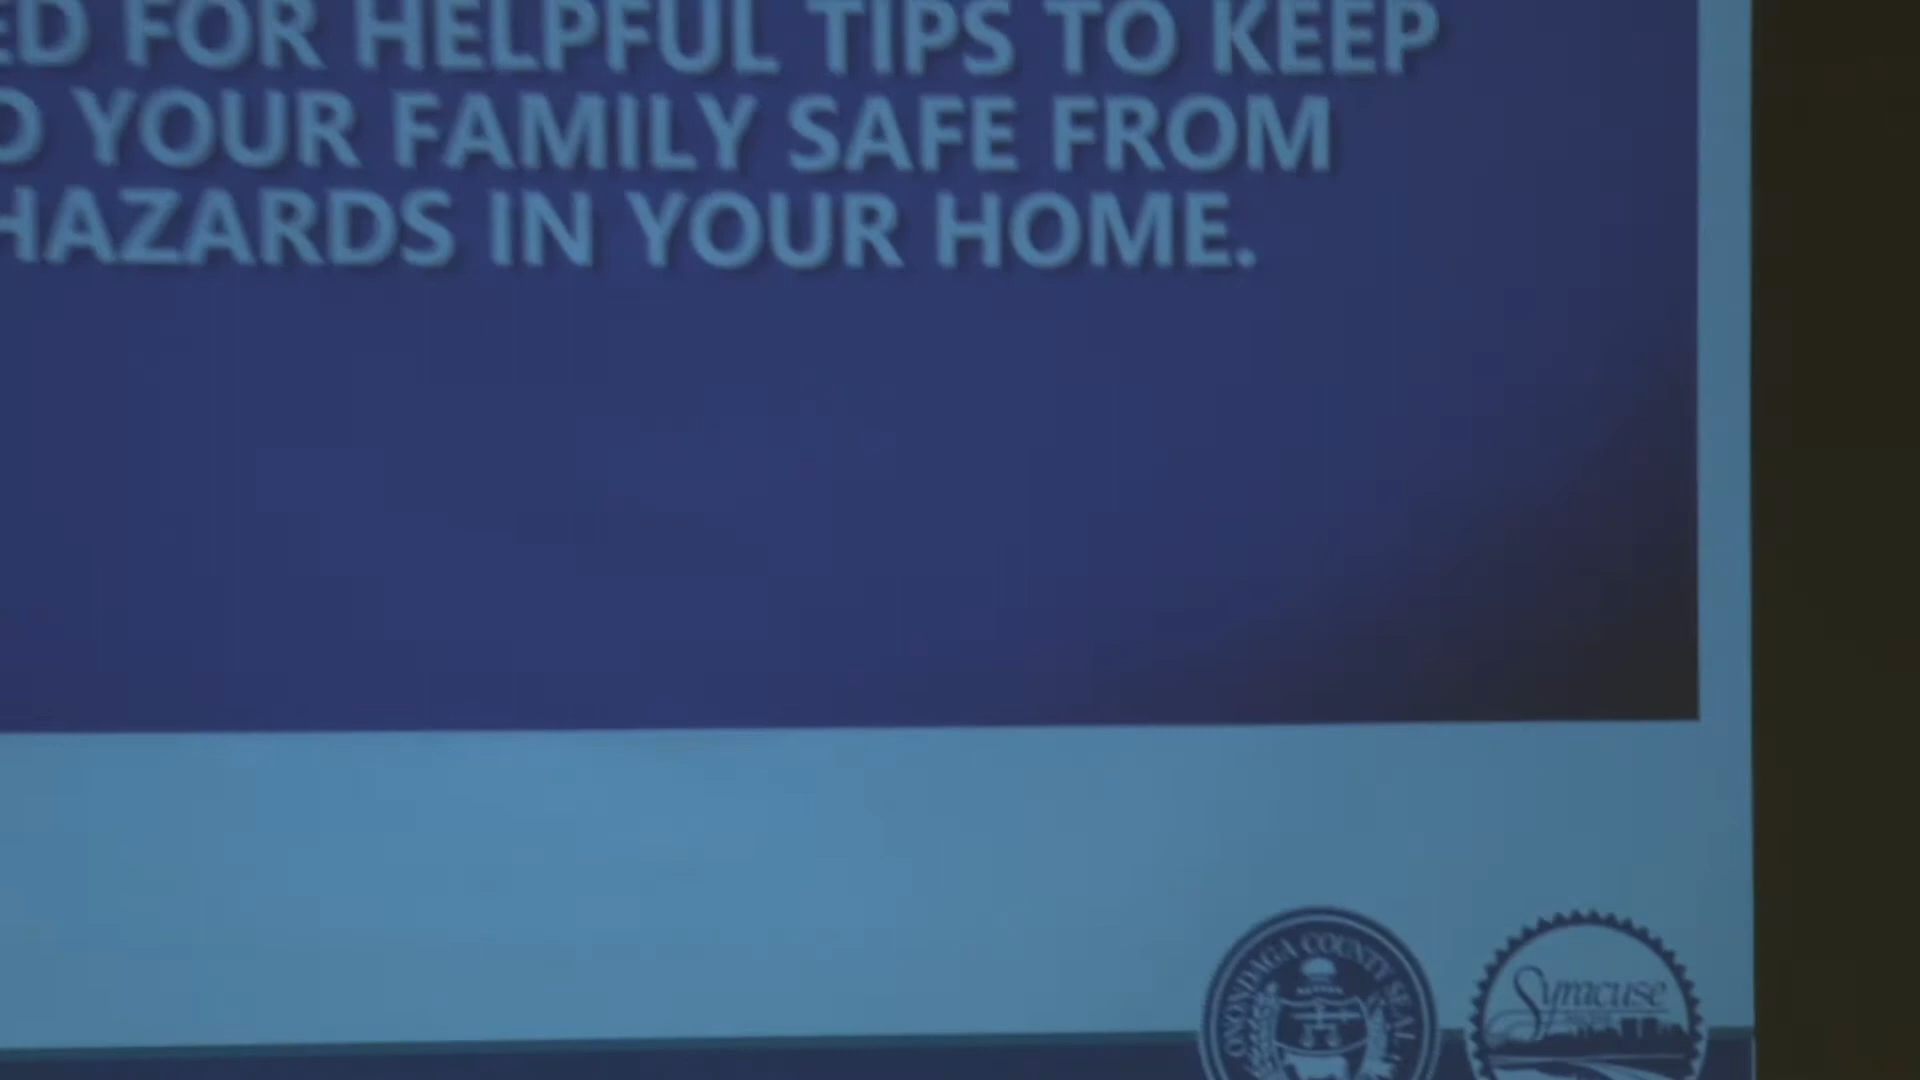 ED FOR HELPFUL TIPS TO KEEP
D YOUR FAMILY SAFE FROM
HAZARDS IN YOUR HOME.
ONONDAGA COUNTY SEAL
Syracuse